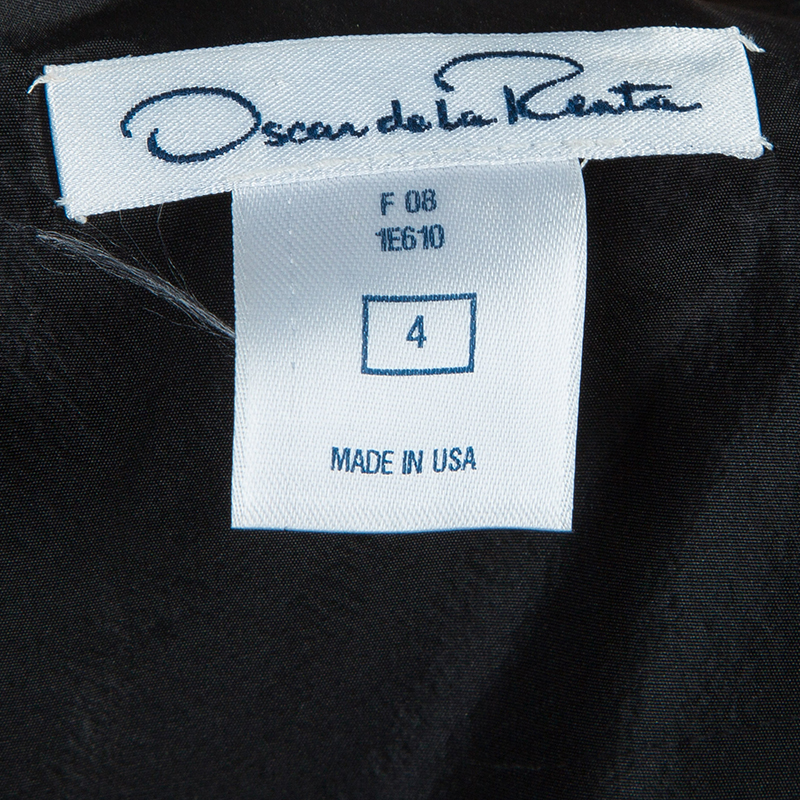 Oscar de la Renta
F 08
1E610
4
MADE IN USA